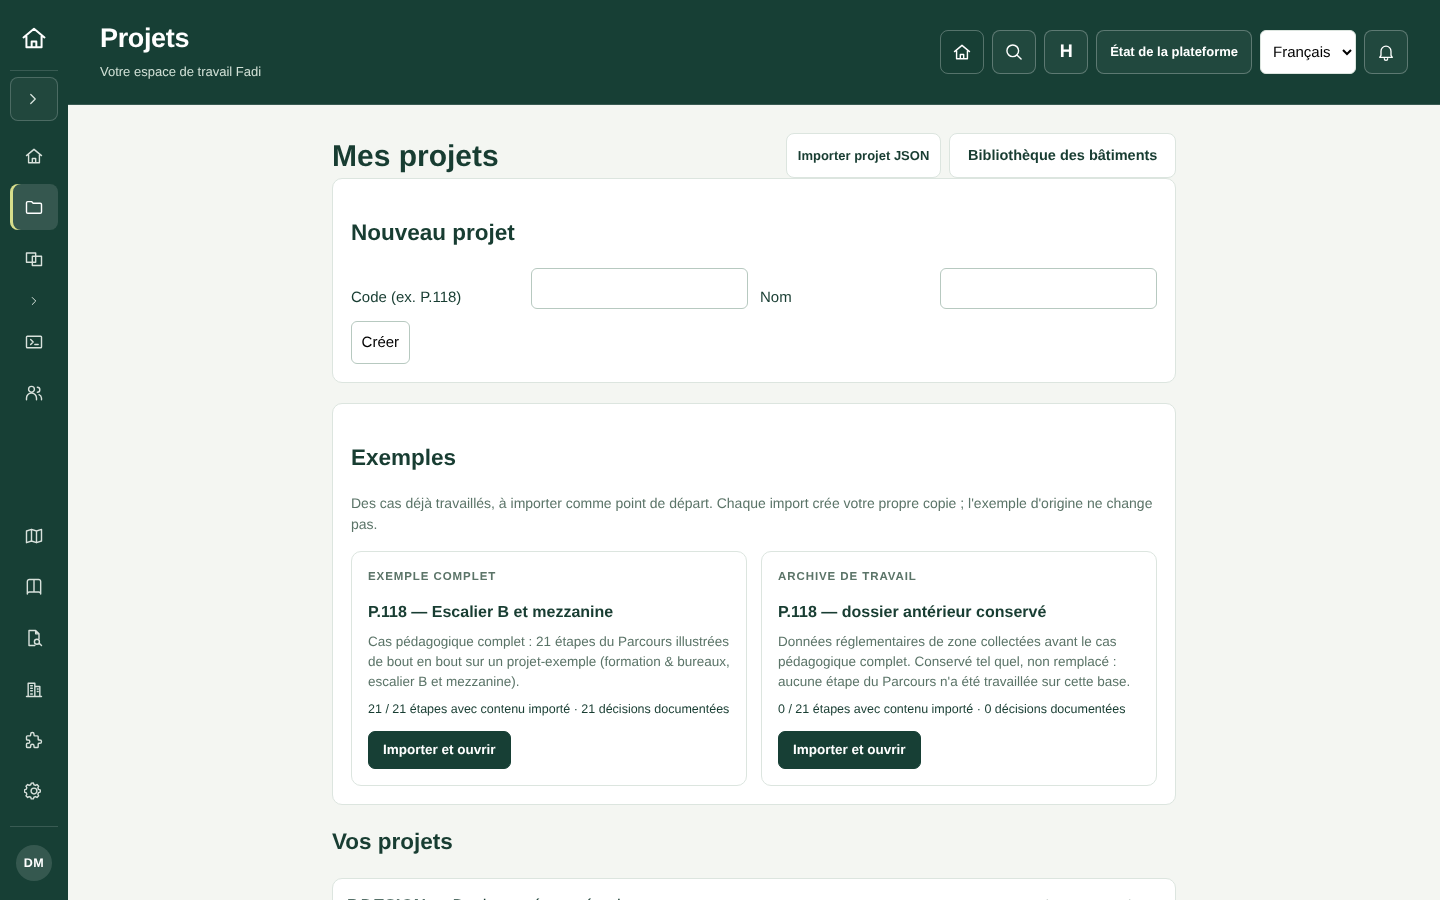 Projets
Votre espace de travail Fadi
H
État de la plateforme
Français
Mes projets
Importer projet JSON
Bibliothèque des bâtiments
Nouveau projet
Code (ex. P.118)
Nom
Créer
Exemples
Des cas déjà travaillés, à importer comme point de départ. Chaque import crée votre propre copie ; l'exemple d'origine ne change
pas.
EXEMPLE COMPLET
P.118 — Escalier B et mezzanine
Cas pédagogique complet : 21 étapes du Parcours illustrées
de bout en bout sur un projet-exemple (formation & bureaux,
escalier B et mezzanine).
21 / 21 étapes avec contenu importé · 21 décisions documentées
Importer et ouvrir
ARCHIVE DE TRAVAIL
P.118 — dossier antérieur conservé
Données réglementaires de zone collectées avant le cas
pédagogique complet. Conservé tel quel, non remplacé :
aucune étape du Parcours n'a été travaillée sur cette base.
0 / 21 étapes avec contenu importé · 0 décisions documentées
Importer et ouvrir
Vos projets
DM